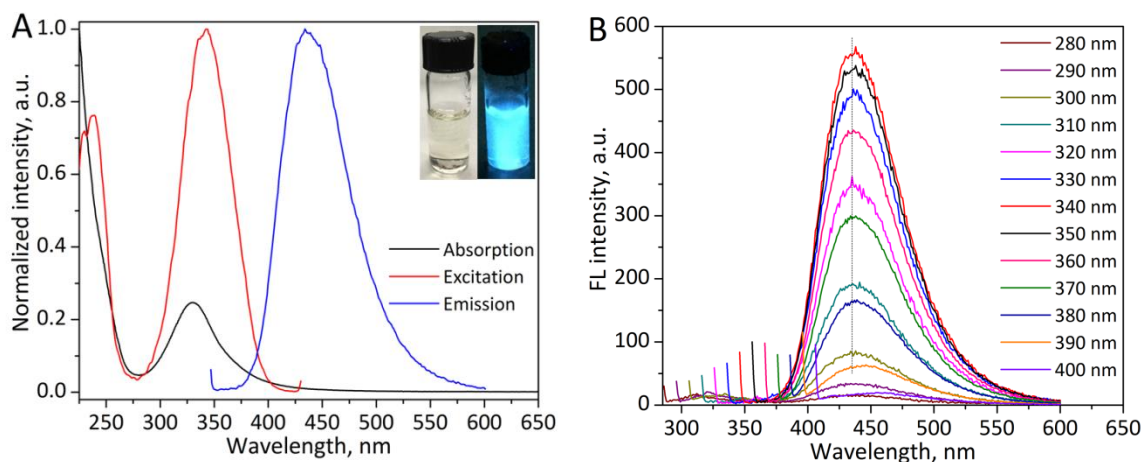 A
Normalized intensity, a.u.
1.0
0.8
0.6
0.4
0.2
0.0
250 300 350 400 450 500 550 600 650
Wavelength, nm
Absorption
Excitation
Emission
B
FL intensity, a.u.
600
500
400
300
200
100
0
300 350 400 450 500 550 600 650
Wavelength, nm
280 nm
290 nm
300 nm
310 nm
320 nm
330 nm
340 nm
350 nm
360 nm
370 nm
380 nm
390 nm
400 nm